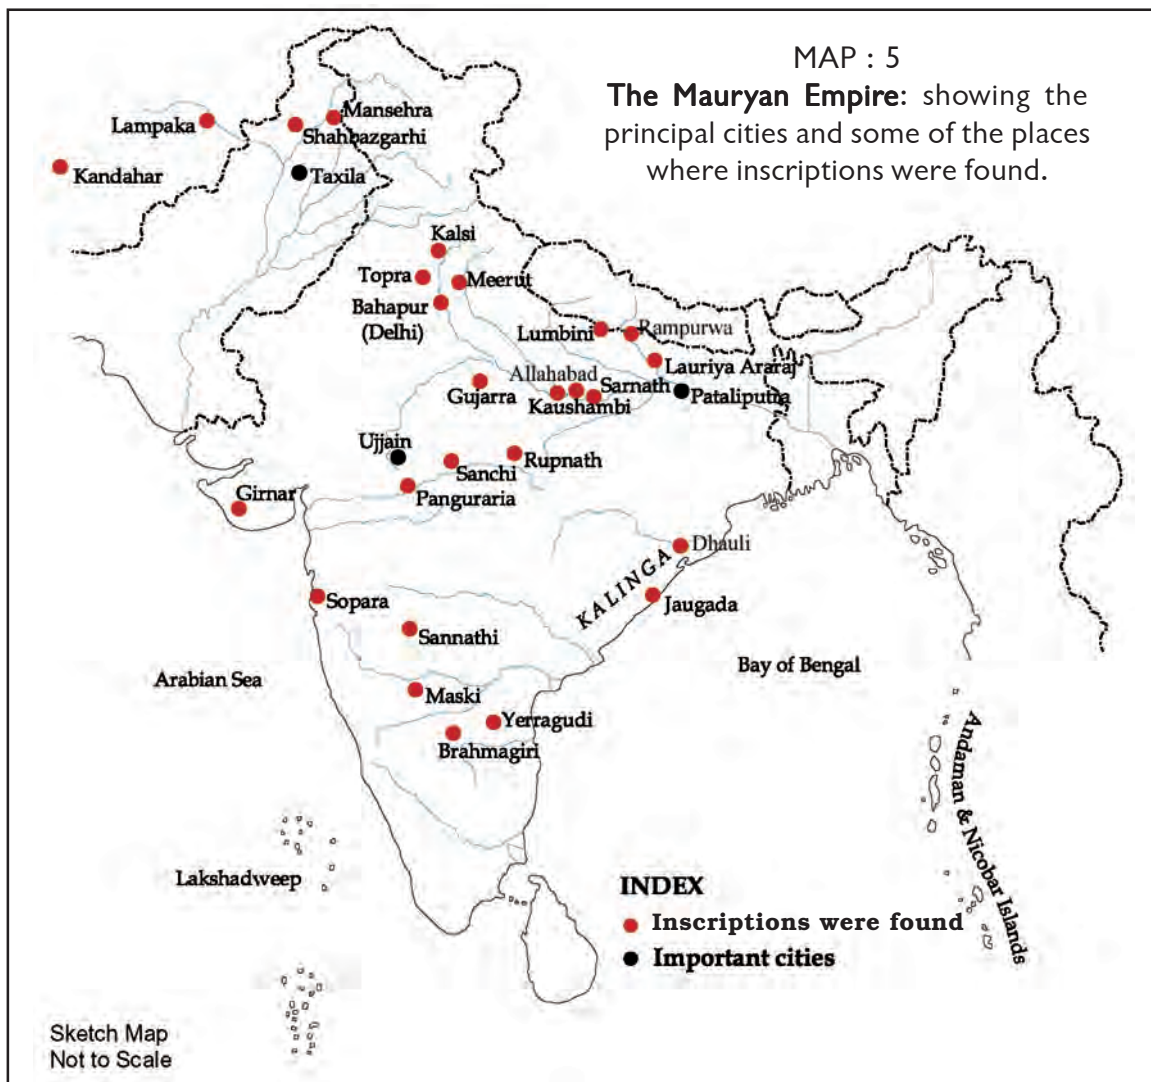 MAP : 5
The Mauryan Empire: showing the
principal cities and some of the places
where inscriptions were found.
Mansehra
Lampaka
Shahbazgarhi
Kandahar
Taxila
Kalsi
Topra
Meerut
Bahapur
(Delhi)
Lumbini
Rampurwa
Lauriya Araraj
Allahabad
Sarnath
Gujarra
Kaushambi
Pataliputra
Ujjain
Rupnath
Sanchi
Panguraria
Girnar
Dhauli
KALINGA
Sopara
Jaugada
Sannathi
Bay of Bengal
Arabian Sea
Maski
Yerragudi
Brahmagiri
Andaman & Nicobar Islands
Lakshadweep
INDEX
Inscriptions were found
Important cities
Sketch Map
Not to Scale